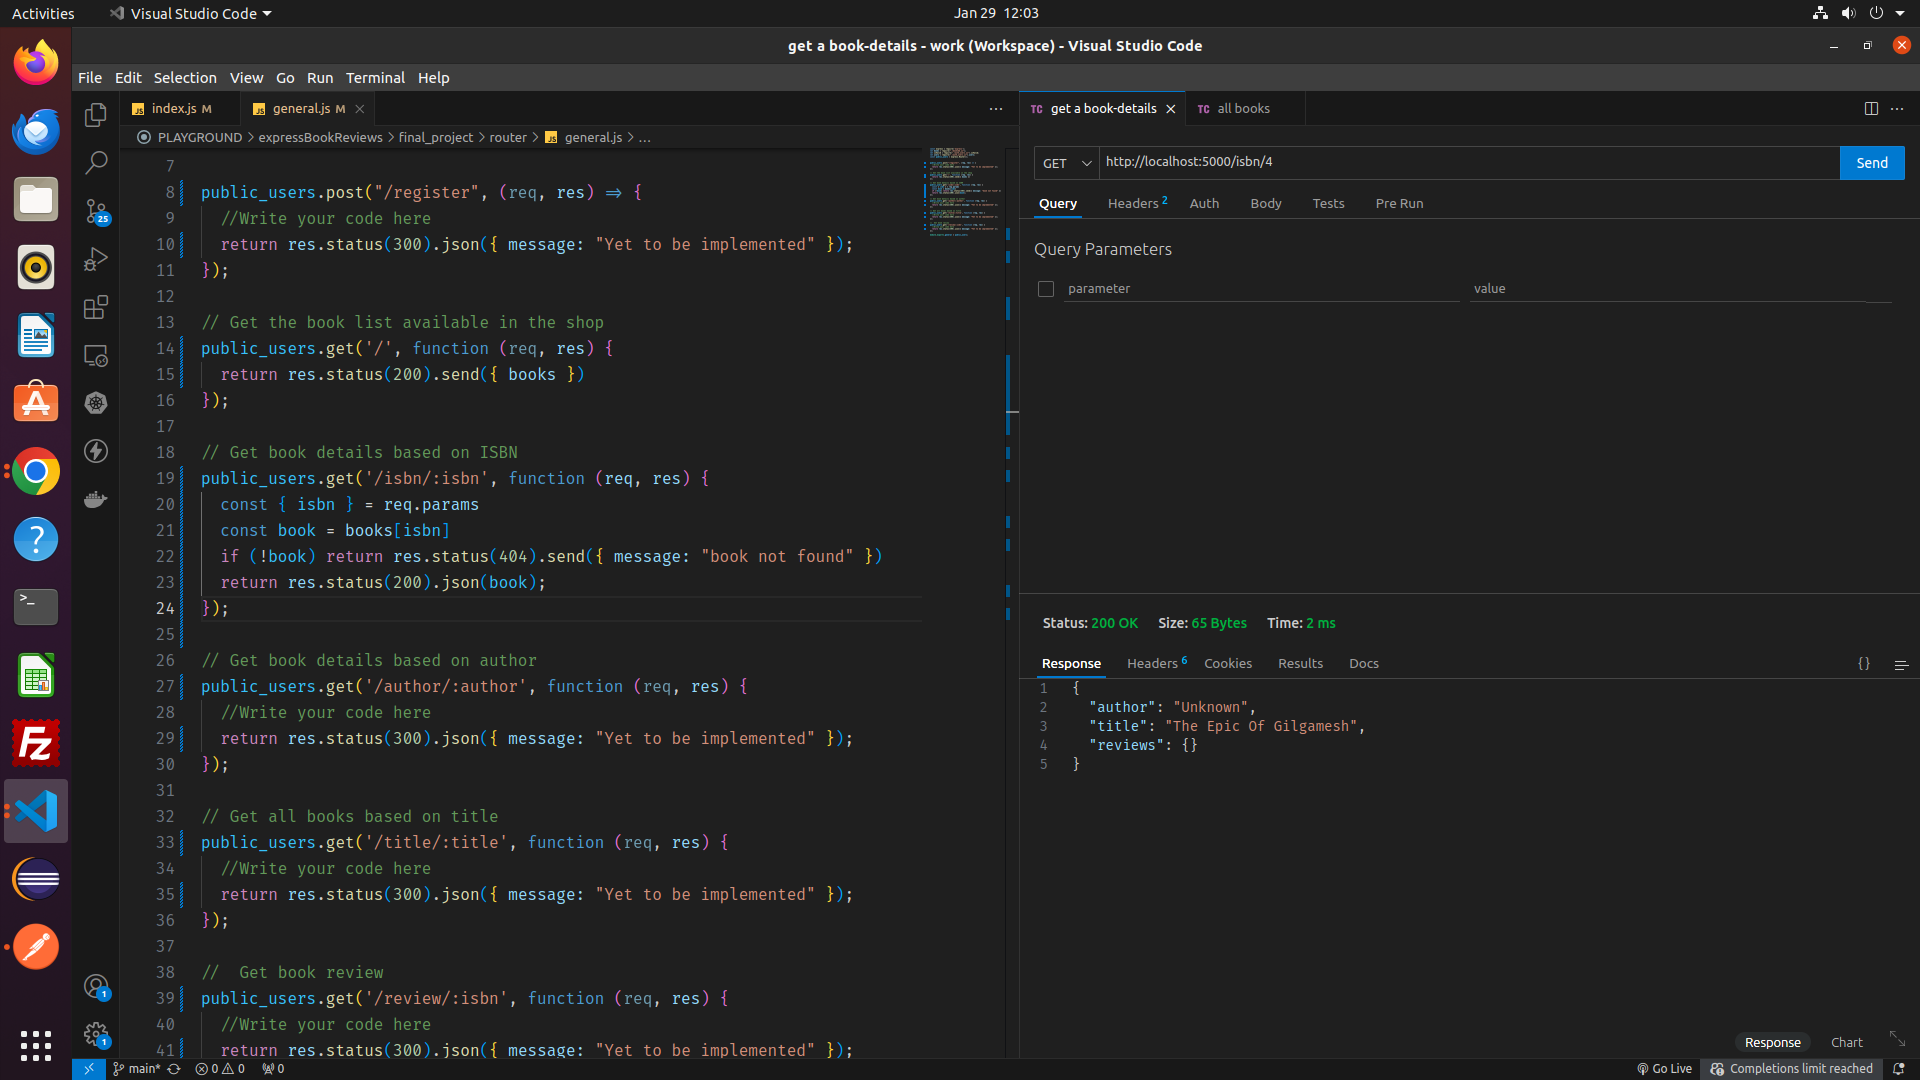 Activities
Visual Studio Code
Jan 29 12:03
get a book-details - work (Workspace) - Visual Studio Code
File Edit Selection View Go Run Terminal Help
JS index.js M
JS general.js M
PLAYGROUND > expressBookReviews > final_project > router > JS general.js > ...
7
8 public_users.post("/register", (req, res) => {
9 //Write your code here
10 return res.status(300).json({ message: "Yet to be implemented" });
11 });
12
13 // Get the book list available in the shop
14 public_users.get('/', function (req, res) {
15 return res.status(200).send({ books })
16 });
17
18 // Get book details based on ISBN
19 public_users.get('/isbn/:isbn', function (req, res) {
20 const { isbn } = req.params
21 const book = books[isbn]
22 if (!book) return res.status(404).send({ message: "book not found" })
23 return res.status(200).json(book);
24 });
25
26 // Get book details based on author
27 public_users.get('/author/:author', function (req, res) {
28 //Write your code here
29 return res.status(300).json({ message: "Yet to be implemented" });
30 });
31
32 // Get all books based on title
33 public_users.get('/title/:title', function (req, res) {
34 //Write your code here
35 return res.status(300).json({ message: "Yet to be implemented" });
36 });
37
38 //  Get book review
39 public_users.get('/review/:isbn', function (req, res) {
40 //Write your code here
41 return res.status(300).json({ message: "Yet to be implemented" });
TC get a book-details
TC all books
GET http://localhost:5000/isbn/4 Send
Query Headers 2 Auth Body Tests Pre Run
Query Parameters
parameter value
Status: 200 OK Size: 65 Bytes Time: 2 ms
Response Headers 6 Cookies Results Docs {}
1 {
2 "author": "Unknown",
3 "title": "The Epic Of Gilgamesh",
4 "reviews": {}
5 }
Response Chart
25
1
1
Fz
main* 0 0 0
Go Live Completions limit reached